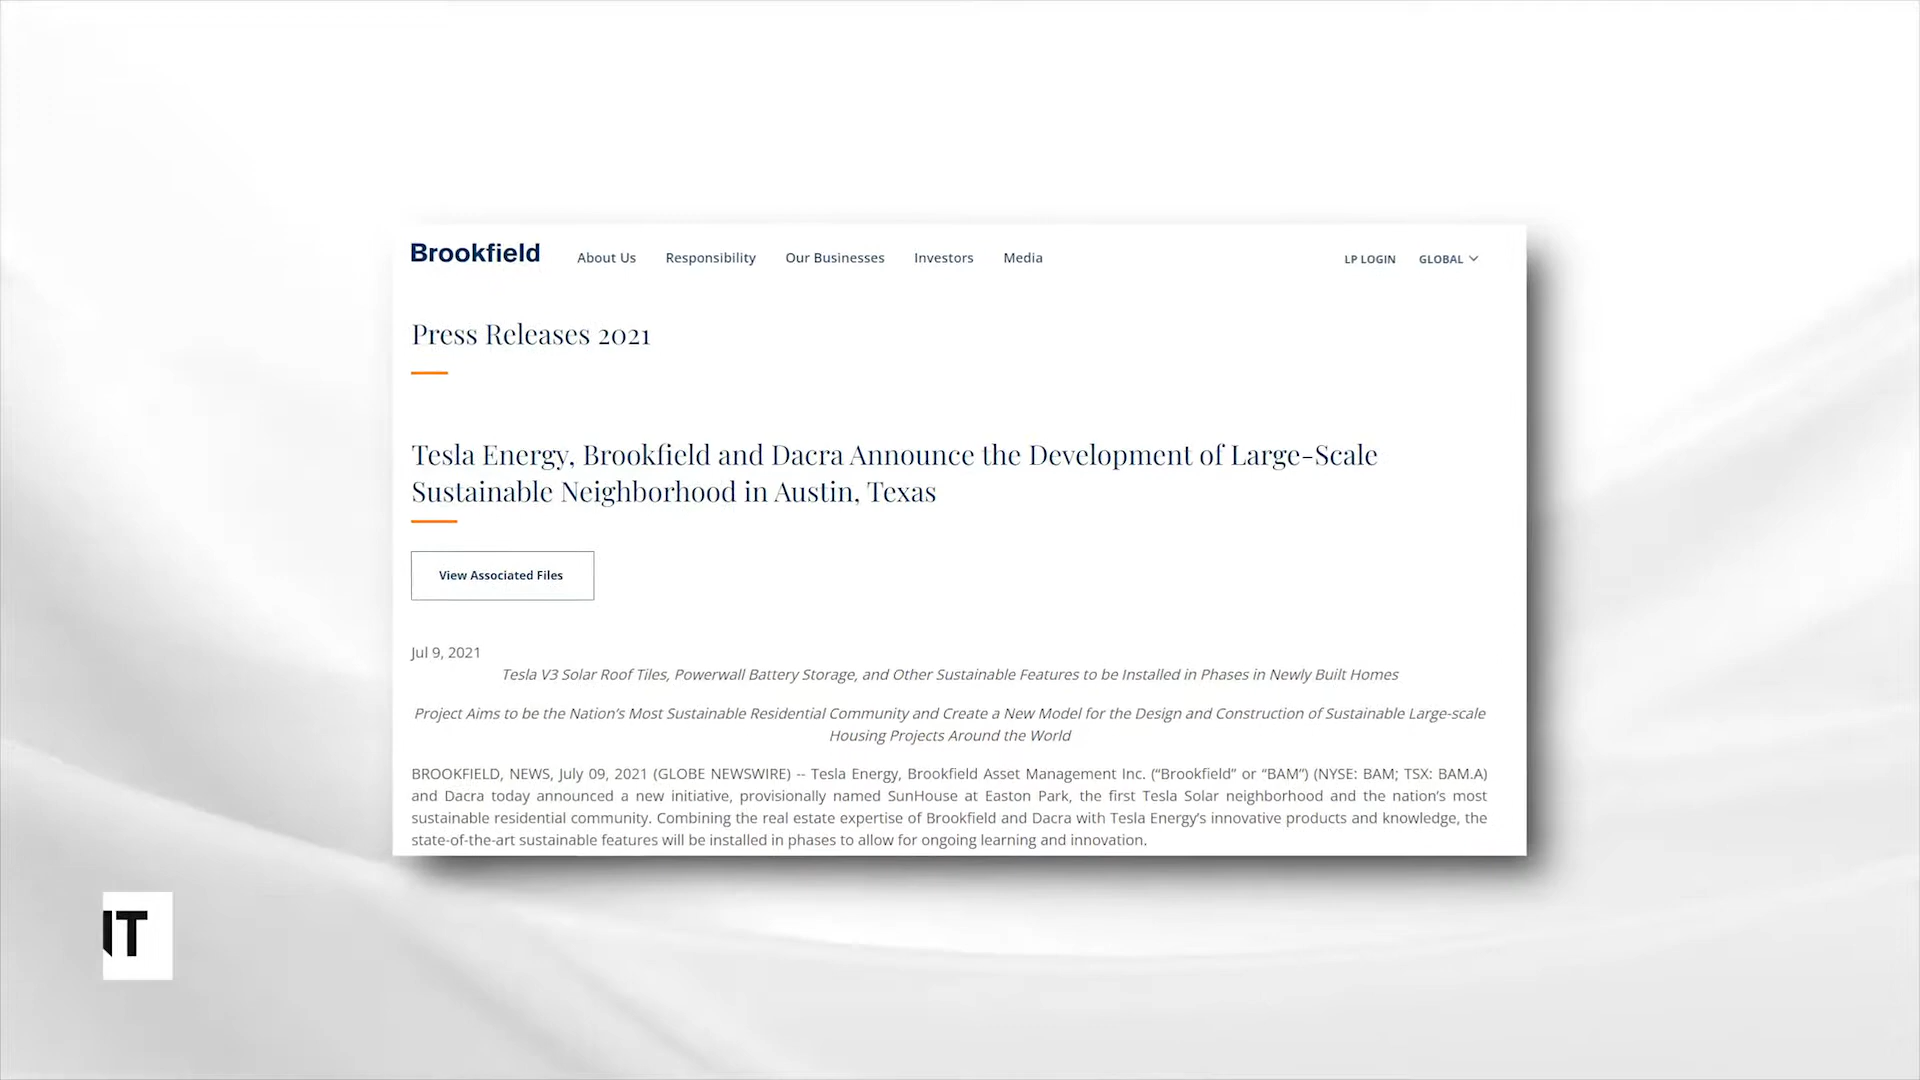 Brookfield About Us Responsibility Our Businesses Investors Media LP LOGIN GLOBAL
Press Releases 2021
Tesla Energy, Brookfield and Dacra Announce the Development of Large-Scale
Sustainable Neighborhood in Austin, Texas
View Associated Files
Jul 9, 2021
Tesla V3 Solar Roof Tiles, Powerwall Battery Storage, and Other Sustainable Features to be Installed in Phases in Newly Built Homes
Project Aims to be the Nation’s Most Sustainable Residential Community and Create a New Model for the Design and Construction of Sustainable Large-scale
Housing Projects Around the World
BROOKFIELD, NEWS, July 09, 2021 (GLOBE NEWSWIRE) -- Tesla Energy, Brookfield Asset Management Inc. (“Brookfield” or “BAM”) (NYSE: BAM; TSX: BAM.A)
and Dacra today announced a new initiative, provisionally named SunHouse at Easton Park, the first Tesla Solar neighborhood and the nation’s most
sustainable residential community. Combining the real estate expertise of Brookfield and Dacra with Tesla Energy’s innovative products and knowledge, the
state-of-the-art sustainable features will be installed in phases to allow for ongoing learning and innovation.